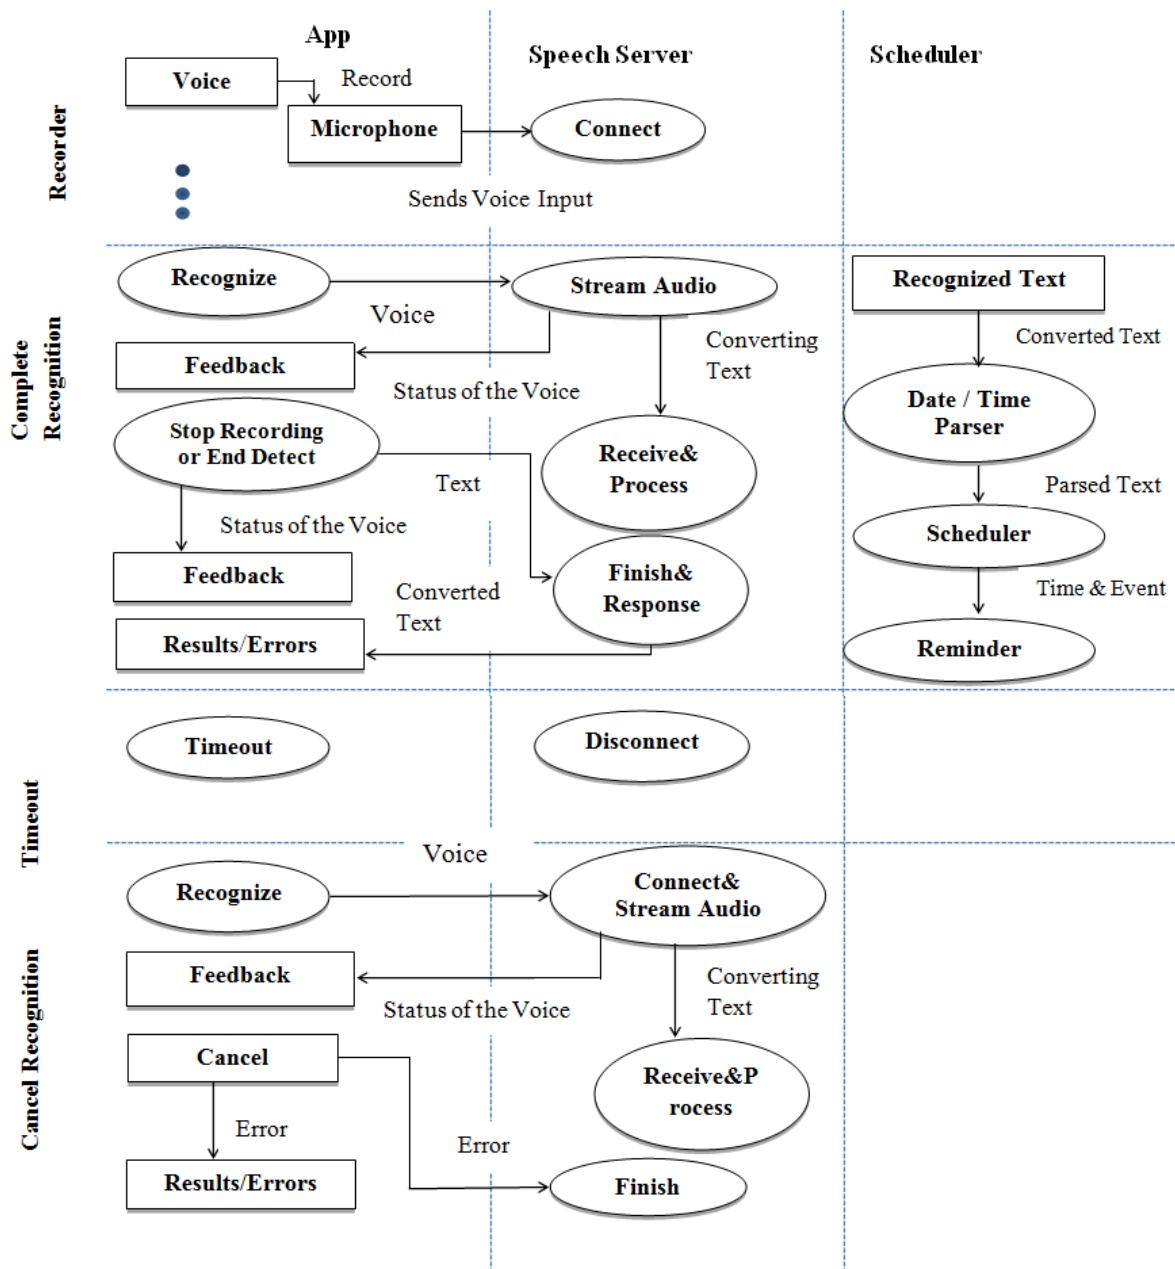 App
Speech Server
Scheduler
Recorder
Voice
Record
Microphone
Connect
Sends Voice Input
Complete
Recognition
Recognize
Stream Audio
Recognized Text
Voice
Converting
Text
Converted Text
Feedback
Status of the Voice
Date / Time
Parser
Stop Recording
or End Detect
Receive&
Process
Text
Parsed Text
Status of the Voice
Scheduler
Feedback
Finish&
Response
Converted
Text
Time & Event
Results/Errors
Reminder
Timeout
Timeout
Disconnect
Cancel Recognition
Voice
Recognize
Connect&
Stream Audio
Feedback
Converting
Text
Status of the Voice
Cancel
Receive&P
rocess
Error
Error
Results/Errors
Finish